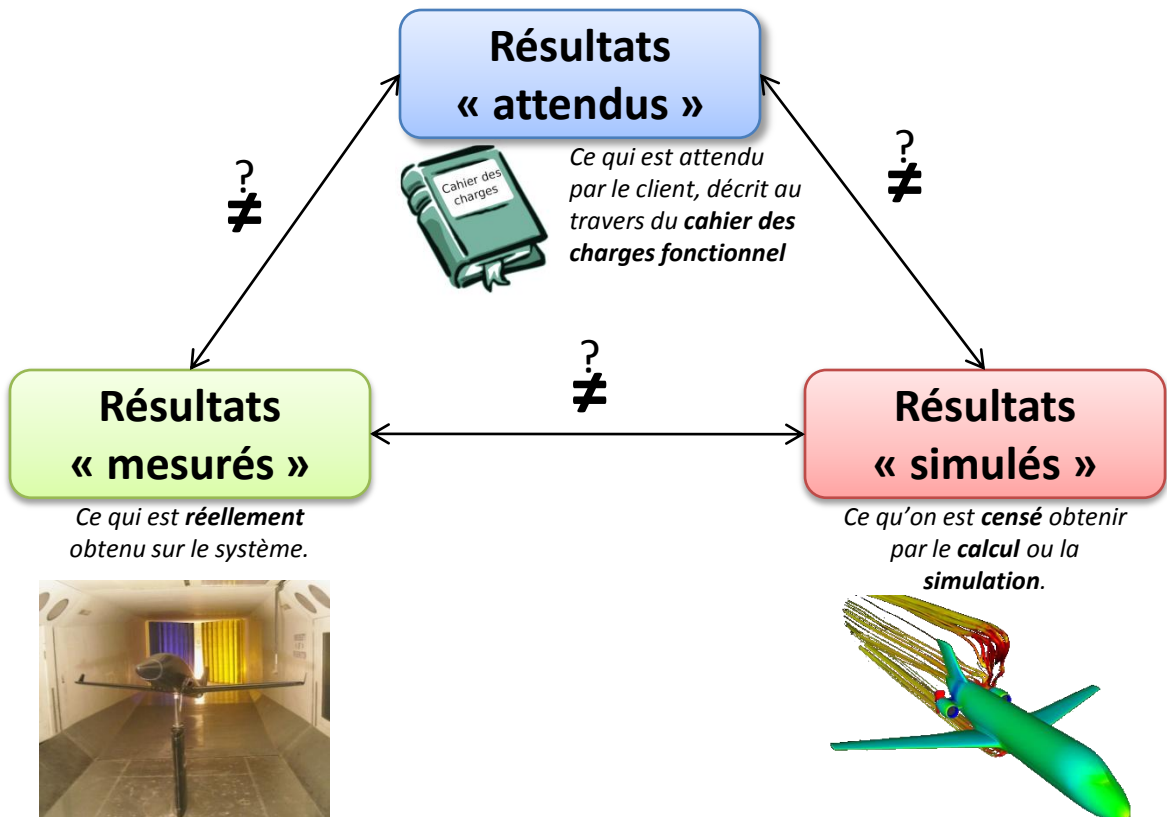 Résultats
« attendus »
Cahier des
charges
Ce qui est attendu
par le client, décrit au
travers du cahier des
charges fonctionnel
?
≠
?
≠
?
≠
Résultats
« mesurés »
Ce qui est réellement
obtenu sur le système.
Résultats
« simulés »
Ce qu’on est censé obtenir
par le calcul ou la
simulation.